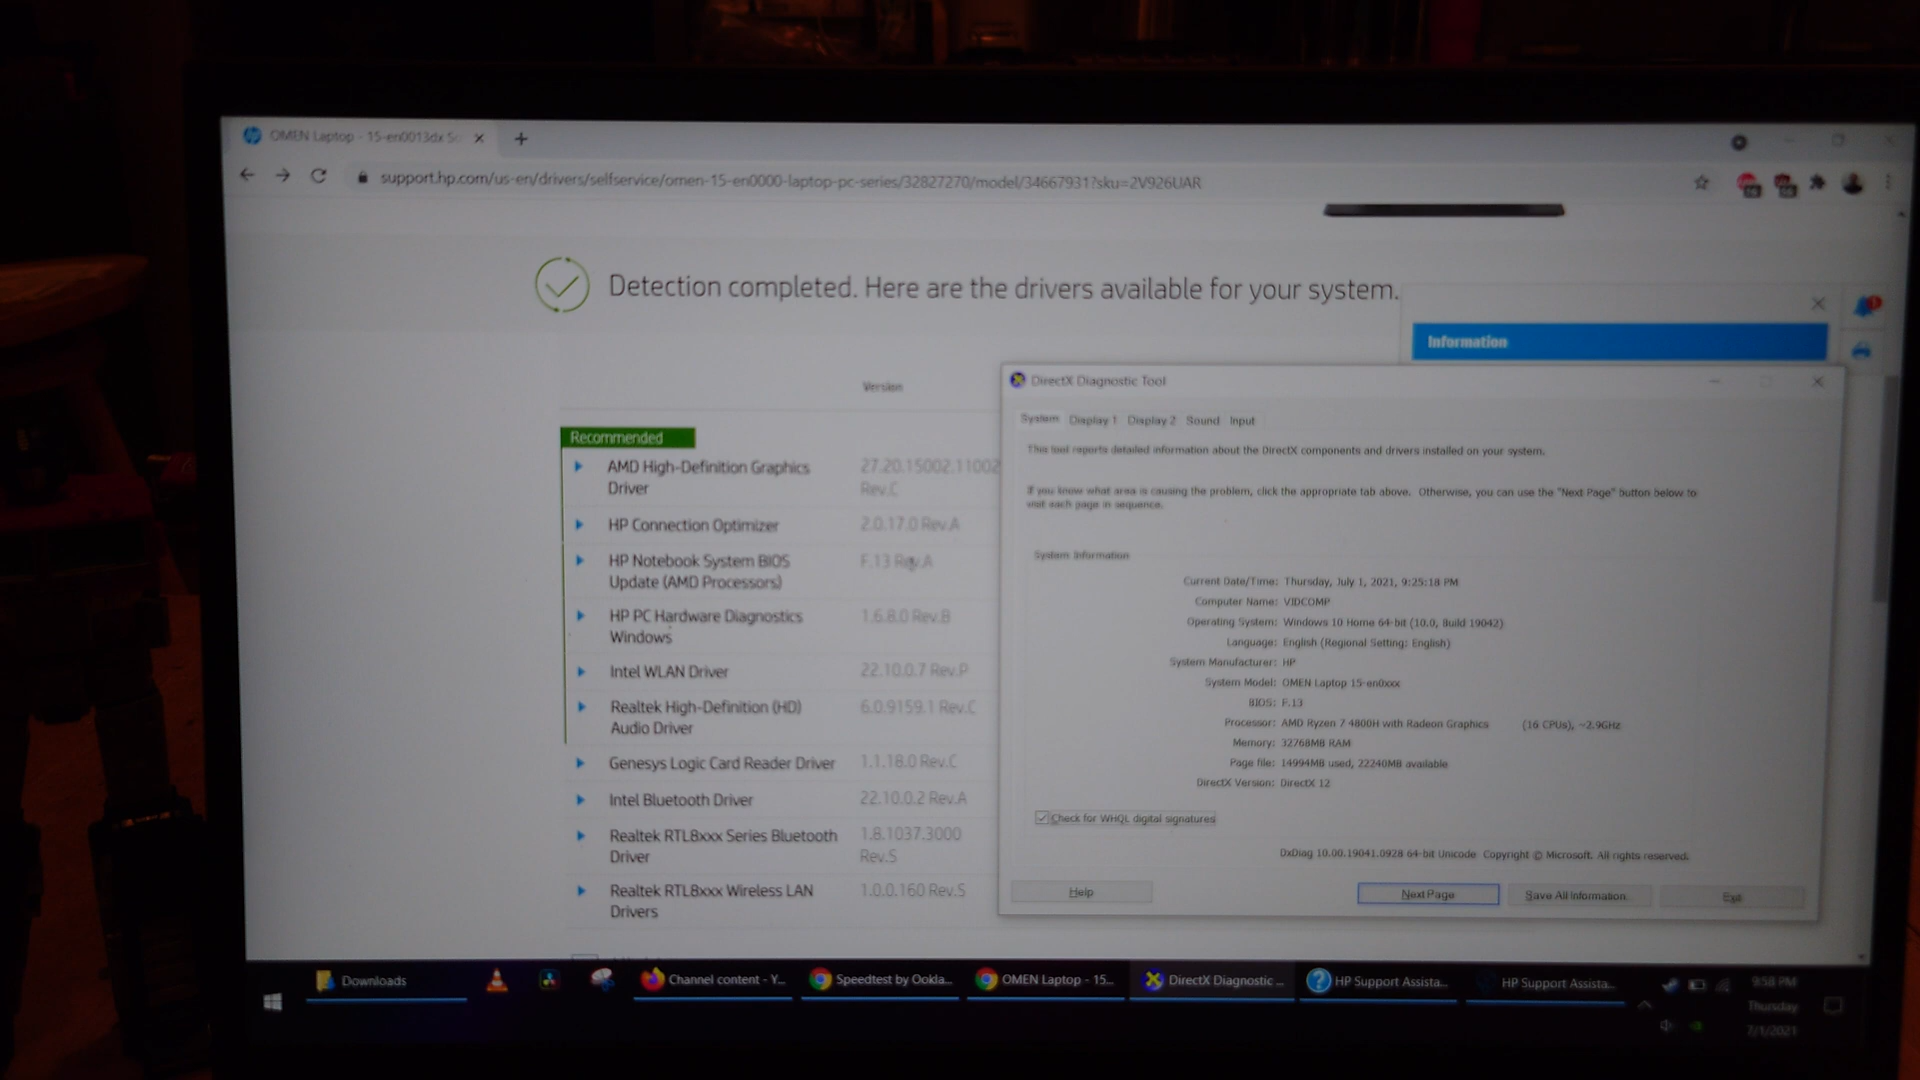 OMEN Laptop - 15-en0013dx S
support.hp.com/us-en/drivers/selfservice/omen-15-en0000-laptop-pc-series/32827270/model/34667931?sku=2V926UAR
Detection completed. Here are the drivers available for your system.
Information
Version
Recommended
AMD High-Definition Graphics
Driver
27.20.15002.11002
Rev.C
HP Connection Optimizer
2.0.17.0 Rev.A
HP Notebook System BIOS
Update (AMD Processors)
F.13 Rev.A
HP PC Hardware Diagnostics
Windows
1.6.8.0 Rev.B
Intel WLAN Driver
22.10.0.7 Rev.P
Realtek High-Definition (HD)
Audio Driver
6.0.9159.1 Rev.C
Genesys Logic Card Reader Driver
1.1.18.0 Rev.C
Intel Bluetooth Driver
22.10.0.2 Rev.A
Realtek RTL8xxx Series Bluetooth
Driver
1.8.1037.3000
Rev.S
Realtek RTL8xxx Wireless LAN
Drivers
1.0.0.160 Rev.S
DirectX Diagnostic Tool
System Display 1 Display 2 Sound Input
This tool reports detailed information about the DirectX components and drivers installed on your system.
If you know what area is causing the problem, click the appropriate tab above. Otherwise, you can use the "Next Page" button below to
visit each page in sequence.
System Information
Current Date/Time: Thursday, July 1, 2021, 9:25:18 PM
Computer Name: VIDCOMP
Operating System: Windows 10 Home 64-bit (10.0, Build 19042)
Language: English (Regional Setting: English)
System Manufacturer: HP
System Model: OMEN Laptop 15-en0xxx
BIOS: F.13
Processor: AMD Ryzen 7 4800H with Radeon Graphics (16 CPUs), ~2.9GHz
Memory: 32768MB RAM
Page file: 14994MB used, 22240MB available
DirectX Version: DirectX 12
Check for WHQL digital signatures
DxDiag 10.00.19041.0928 64-bit Unicode Copyright © Microsoft. All rights reserved.
Help
Next Page
Save All Information
Exit
Downloads
Channel content - Y...
Speedtest by Ookla...
OMEN Laptop - 15...
DirectX Diagnostic ...
HP Support Assista...
HP Support Assista...
9:58 PM
Thursday
7/1/2021